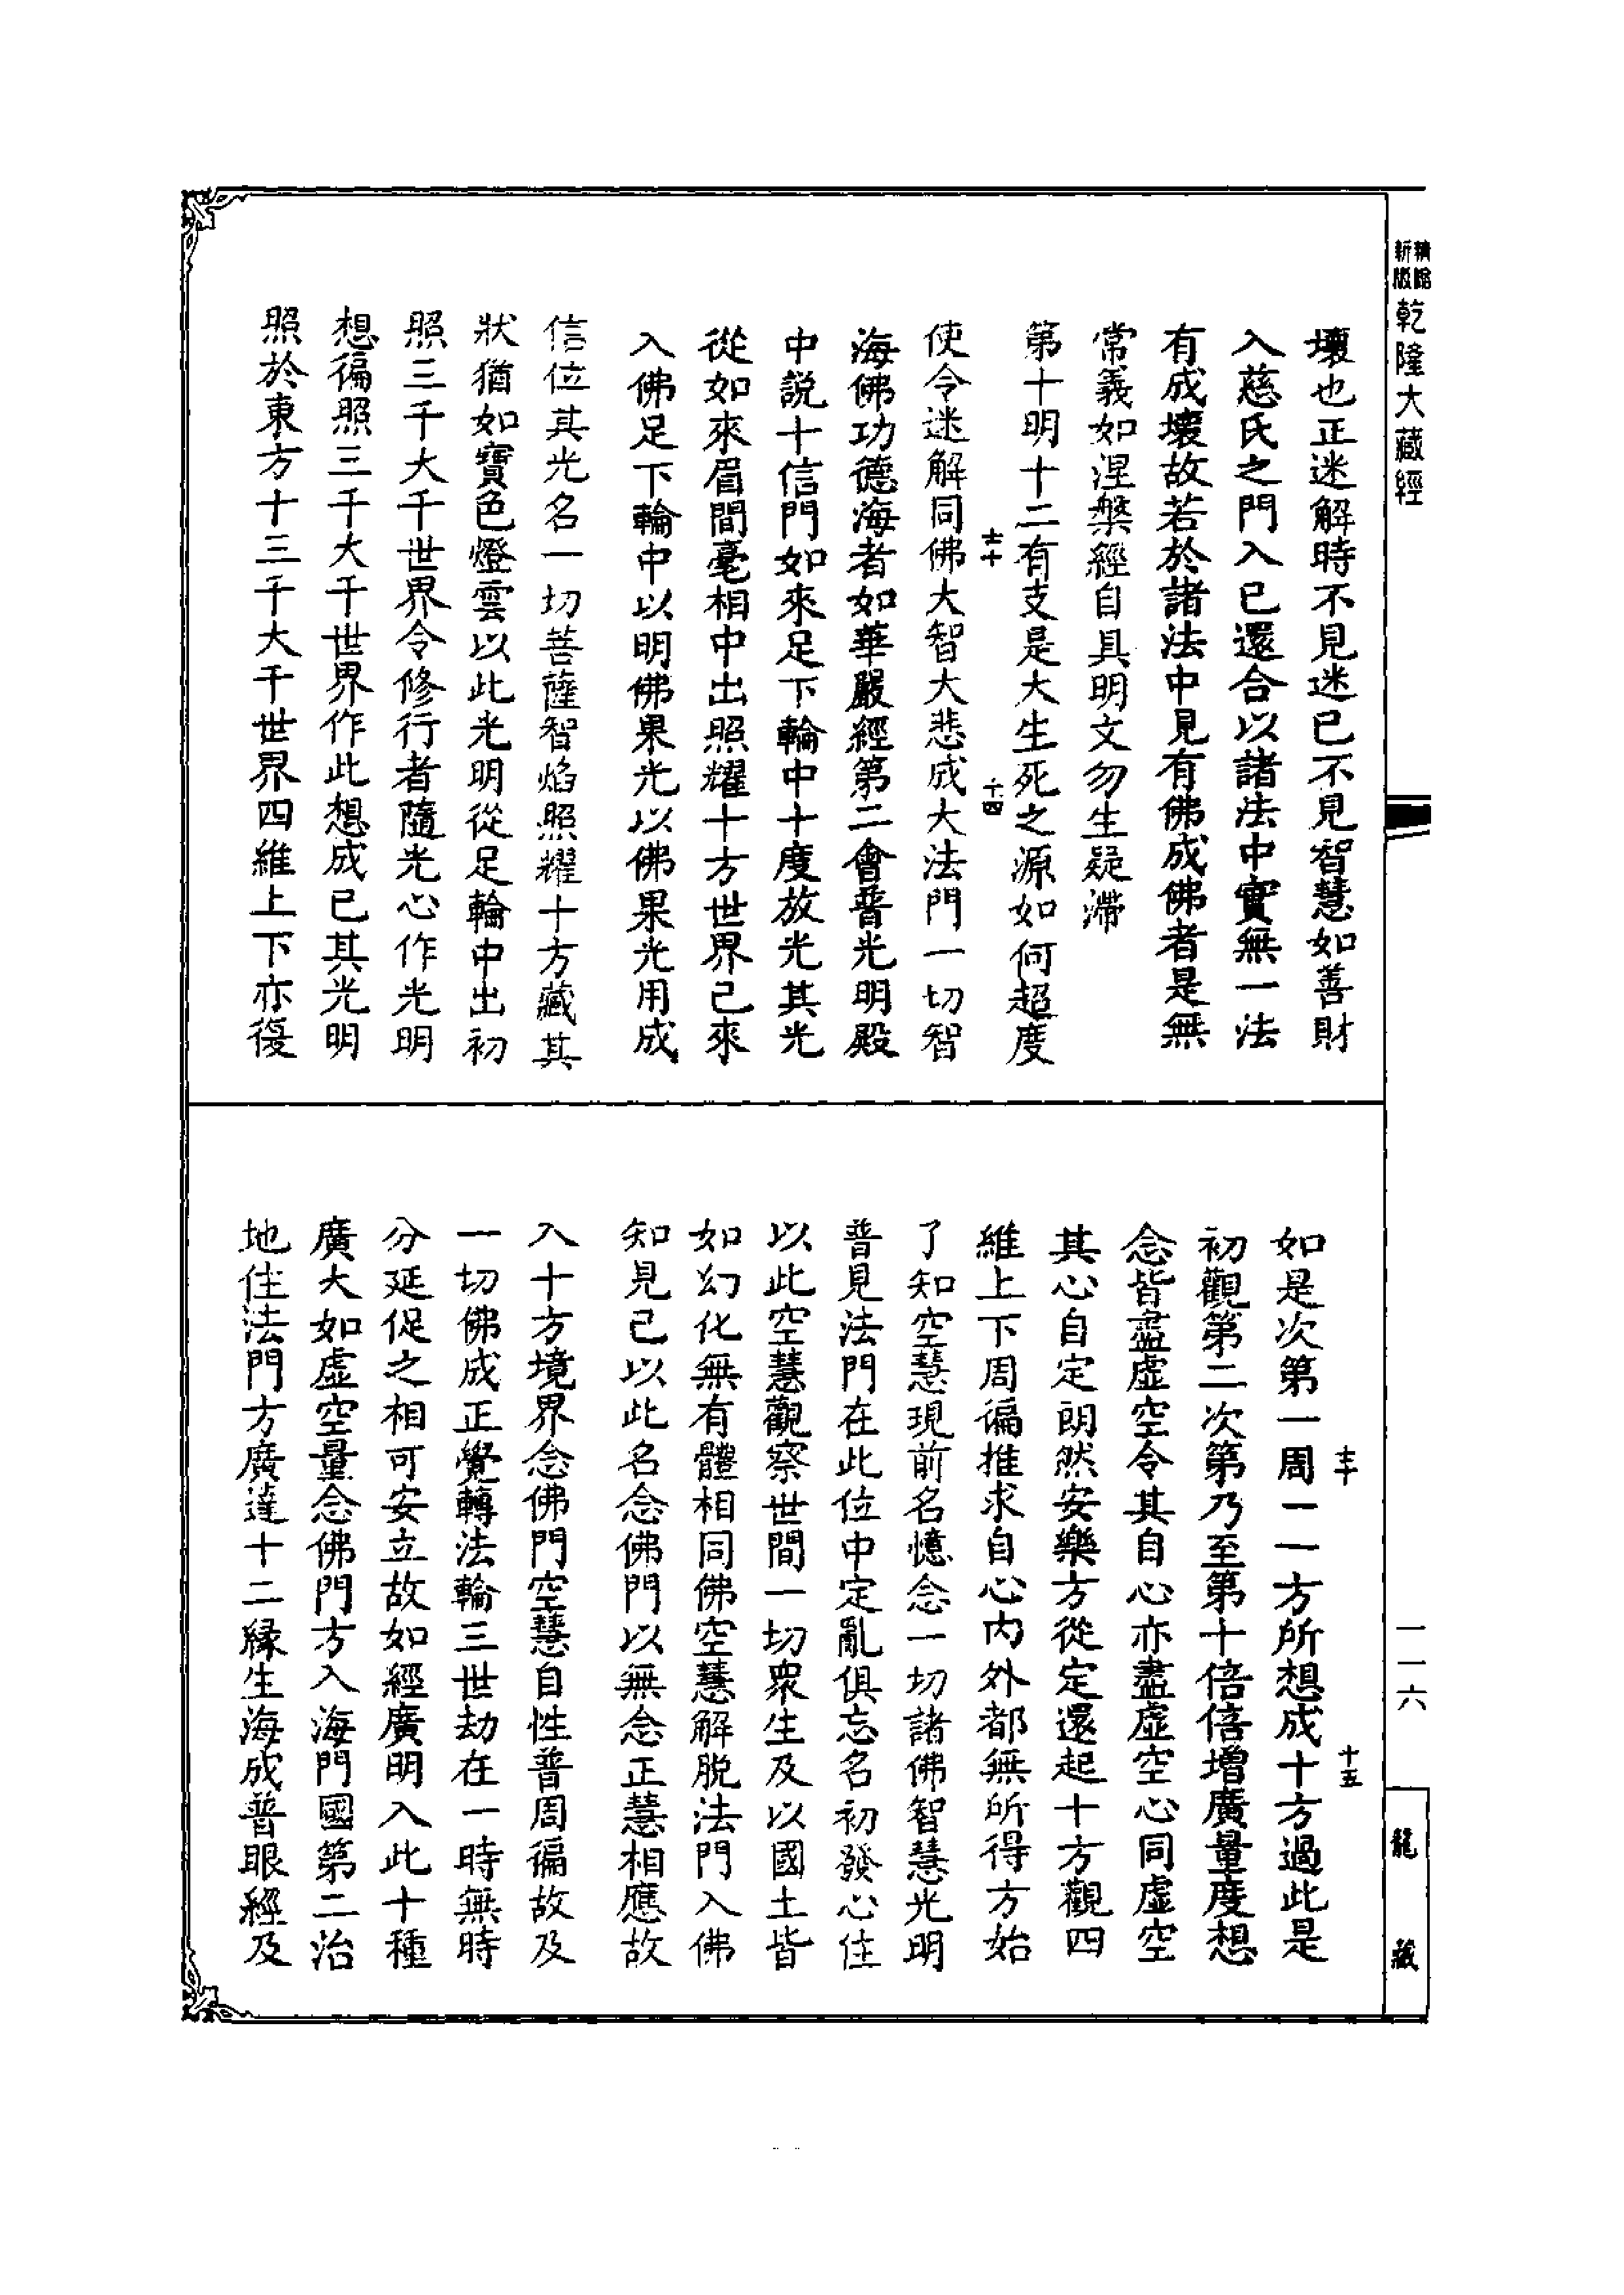 新版
精縮
乾隆大藏經
壞也正迷解時不見迷已不見智慧如善財
入慈氏之門入已還合以諸法中實無一法
有成壞故若於諸法中見有佛成佛者是無
常義如涅槃經自具明文勿生疑滯
第十明十二有支是大生死之源如何超度
十四
使令迷解同佛大智大悲成大法門一切智
海佛功德海者如華嚴經第二會普光明殿
中說十信門如來足下輪中十度放光其光
從如來眉間毫相中出照耀十方世界已來
入佛足下輪中以明佛果光以佛果光用成
信位其光名一切菩薩智焰照耀十方藏其
狀猶如寶色燈雲以此光明從足輪中出初
照三千大千世界令修行者隨光心作光明
想徧照三千大千世界作此想成已其光明
照於東方十三千大千世界四維上下亦復
一一六
龍藏
十五
如是次第一周一一方所想成十方過此是
初觀第二次第乃至第十倍倍增廣量度想
念皆盡虛空令其自心亦盡虛空心同虛空
其心自定朗然安樂方從定還起十方觀四
維上下周徧推求自心內外都無所得方始
了知空慧現前名憶念一切諸佛智慧光明
普見法門在此位中定亂俱忘名初發心住
以此空慧觀察世間一切眾生及以國土皆
如幻化無有體相同佛空慧解脫法門入佛
知見已以此名念佛門以無念正慧相應故
入十方境界念佛門空慧自性普周徧故及
一切佛成正覺轉法輪三世劫在一時無時
分延促之相可安立故如經廣明入此十種
廣大如虛空量念佛門方入海門國第二治
地住法門方廣達十二緣生海成普眼經及